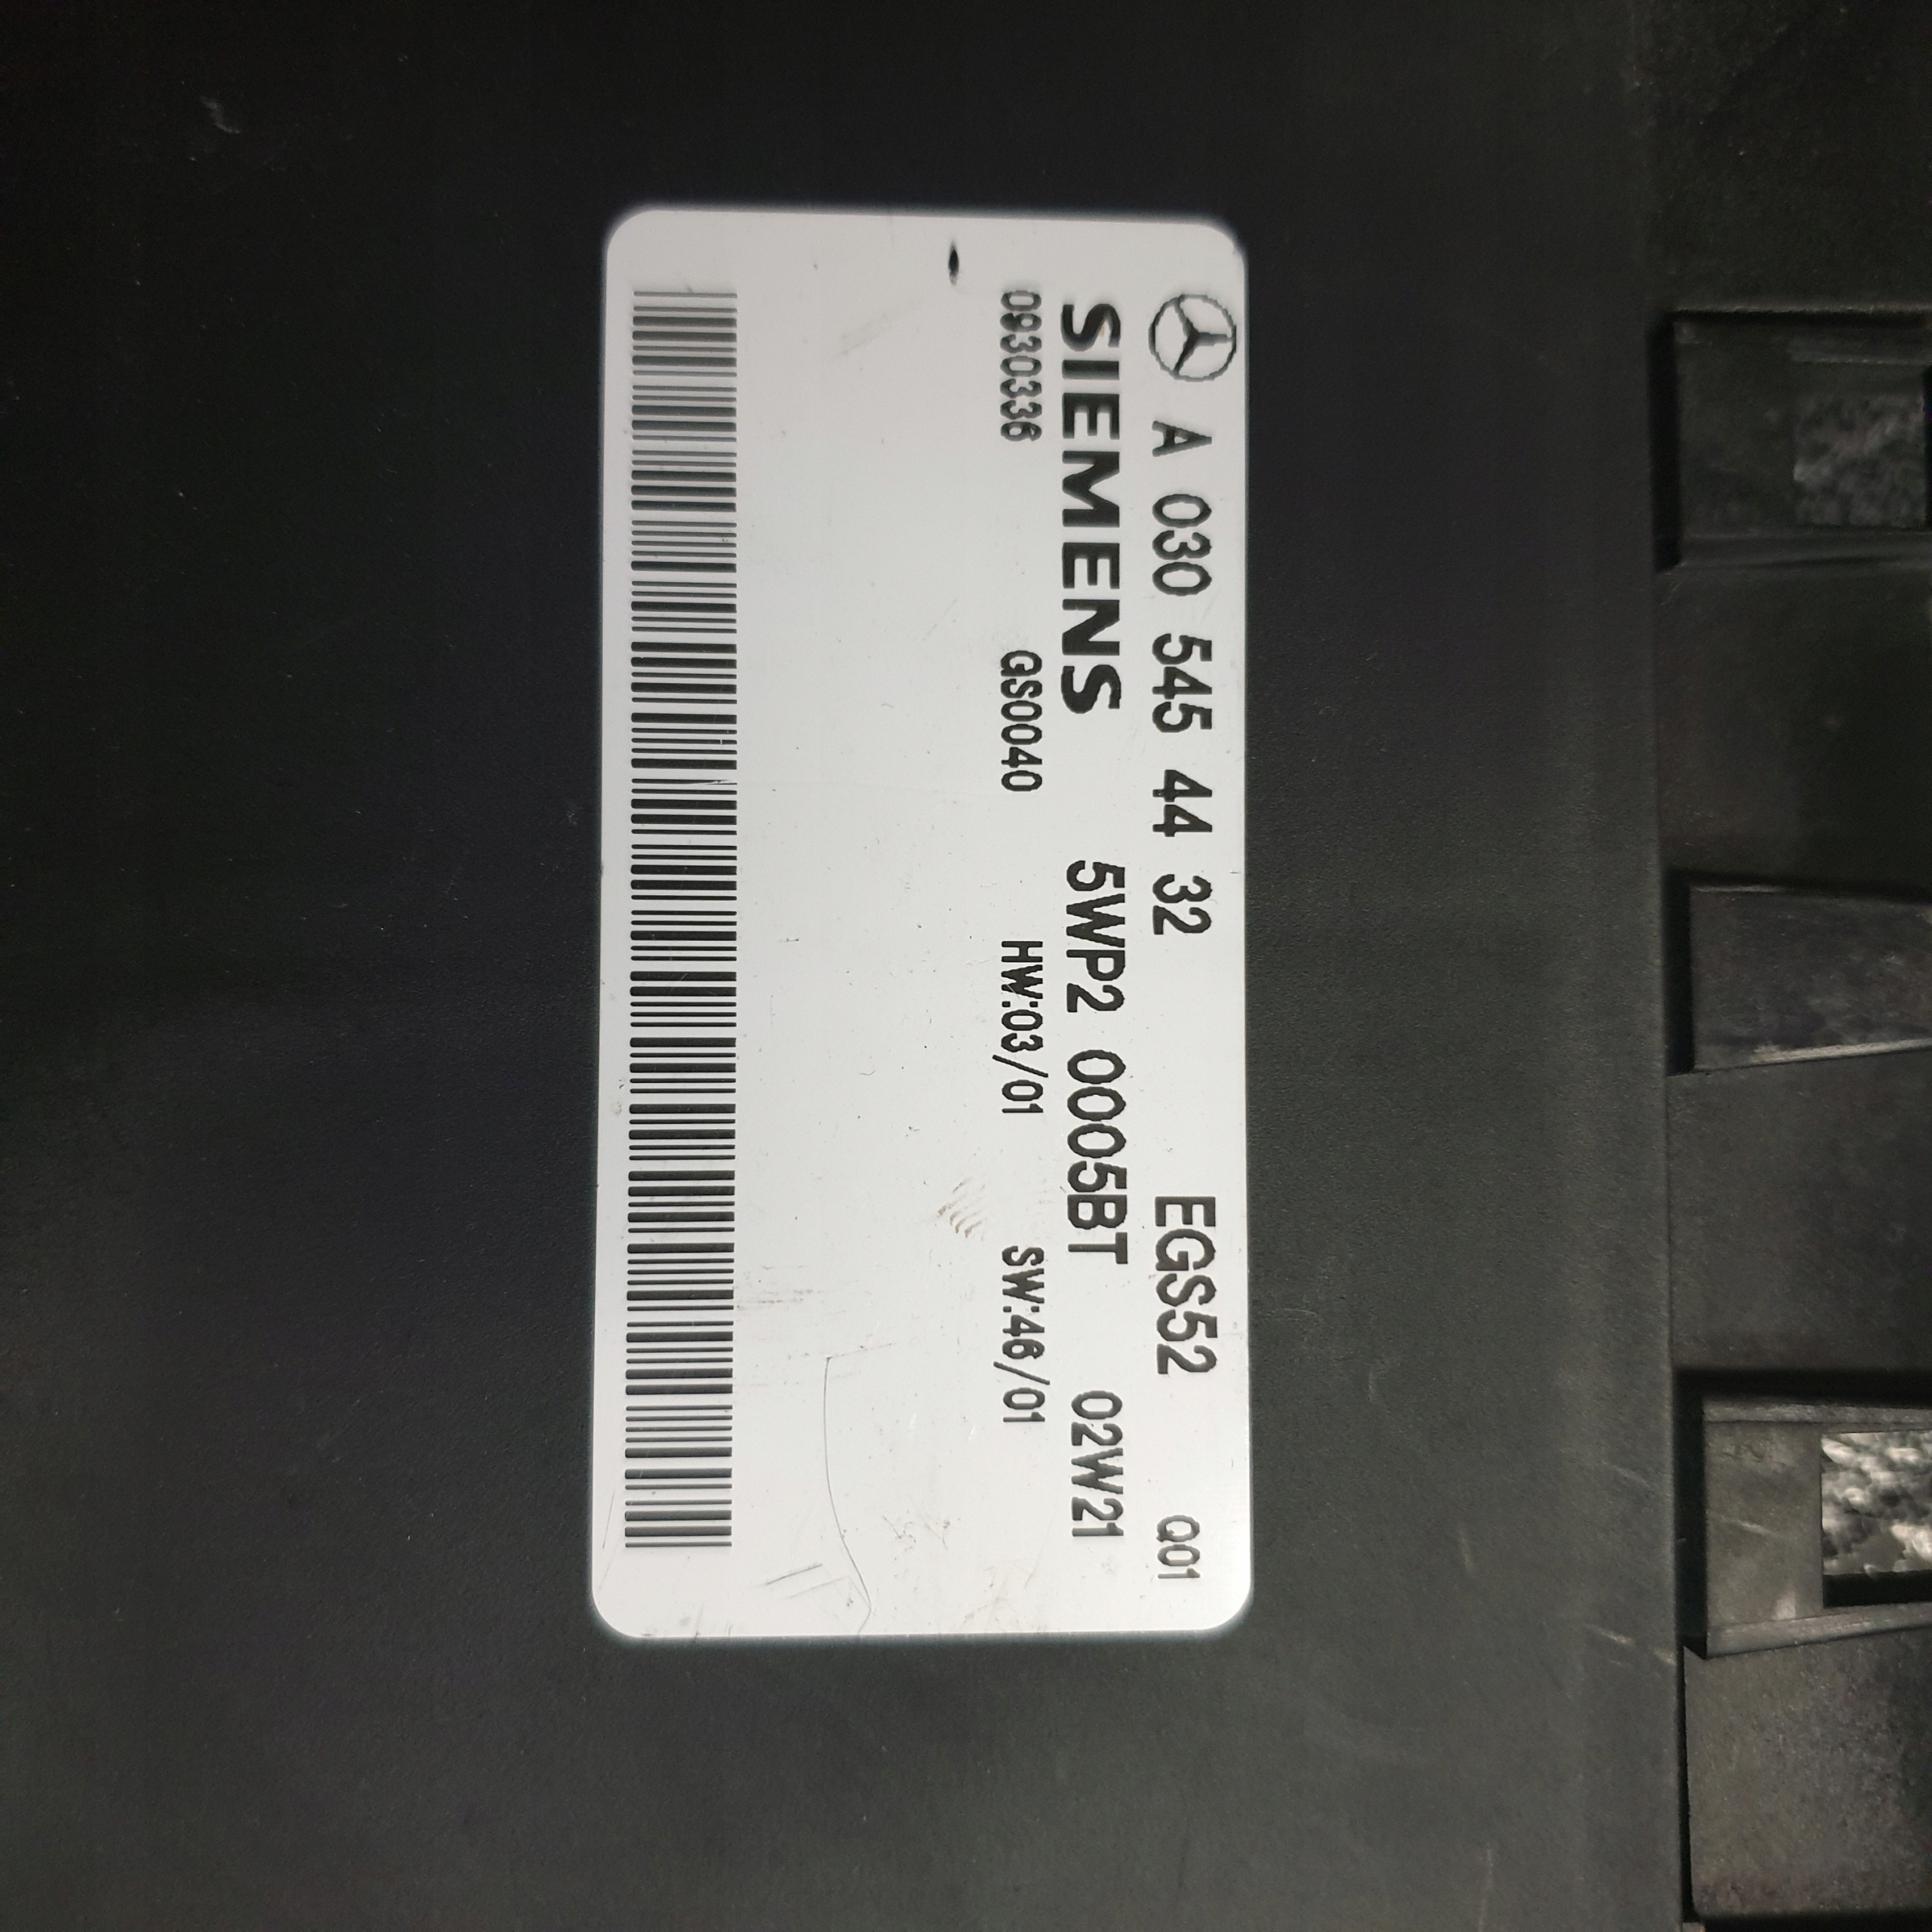 A 030 545 44 32 EGS52 Q01
SIEMENS 5WP2 0005BT 02W21
0930336 GS0040 HW:03/01 SW:46/01